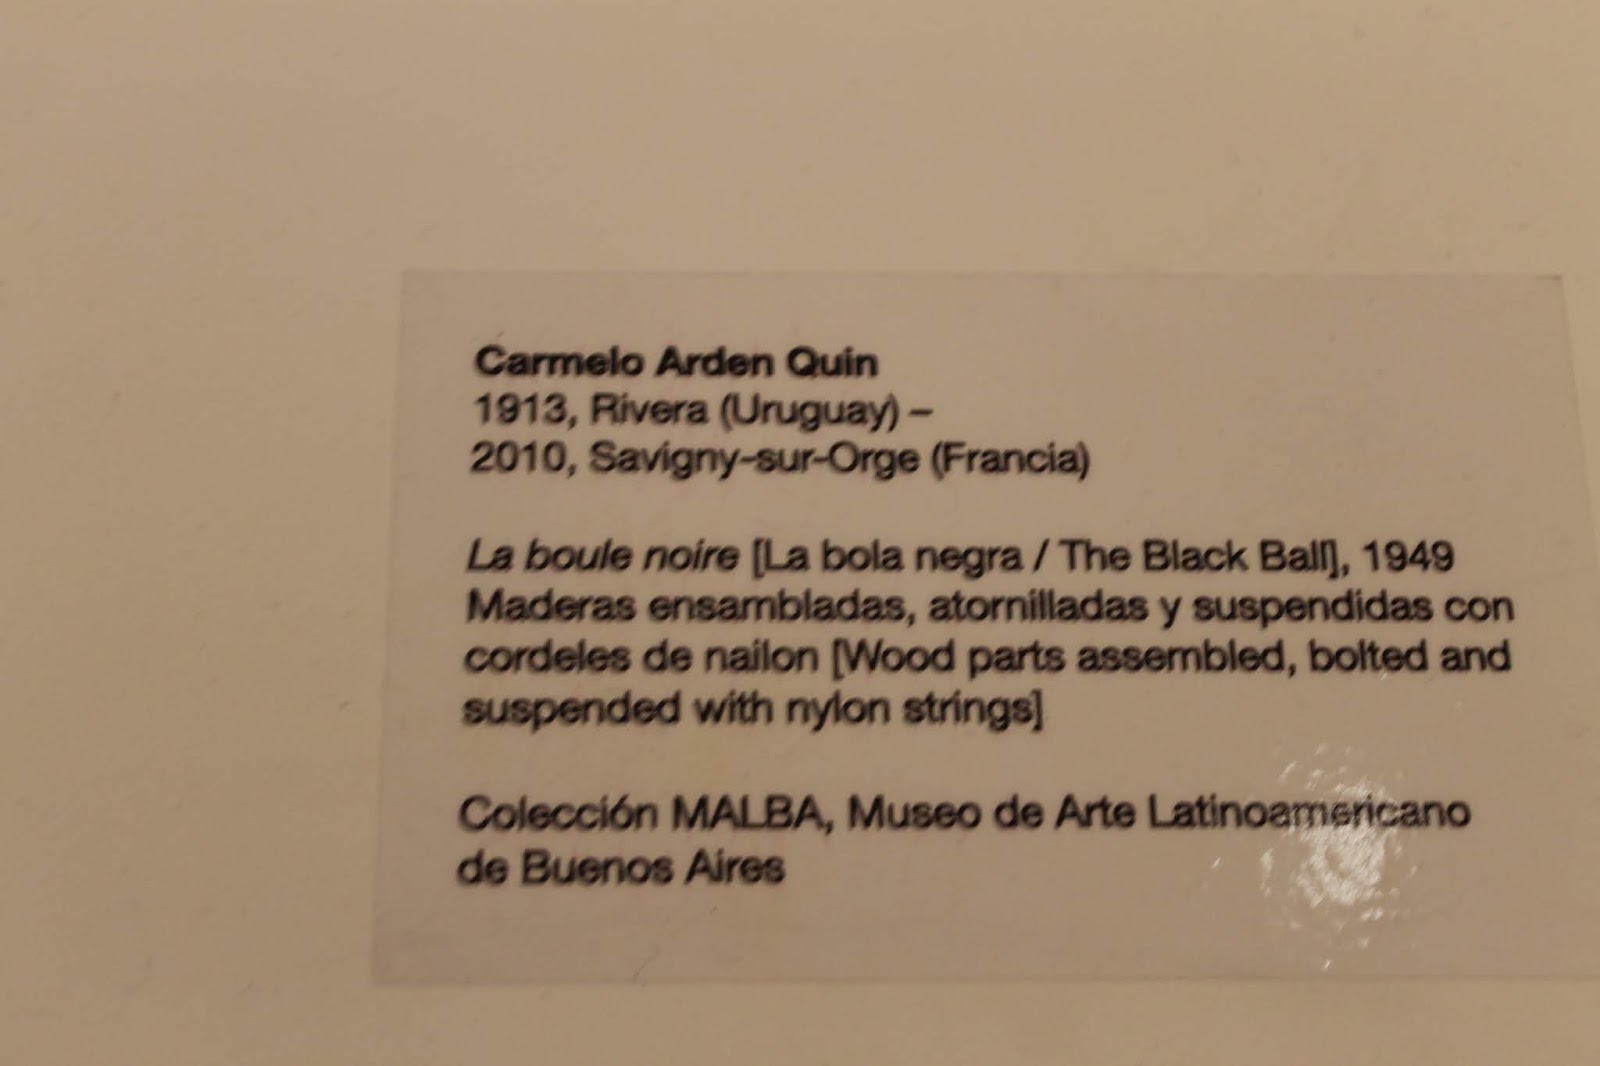 Carmelo Arden Quin
1913, Rivera (Uruguay) –
2010, Savigny-sur-Orge (Francia)
La boule noire [La bola negra / The Black Ball], 1949
Maderas ensambladas, atornilladas y suspendidas con
cordeles de nailon [Wood parts assembled, bolted and
suspended with nylon strings]
Colección MALBA, Museo de Arte Latinoamericano
de Buenos Aires